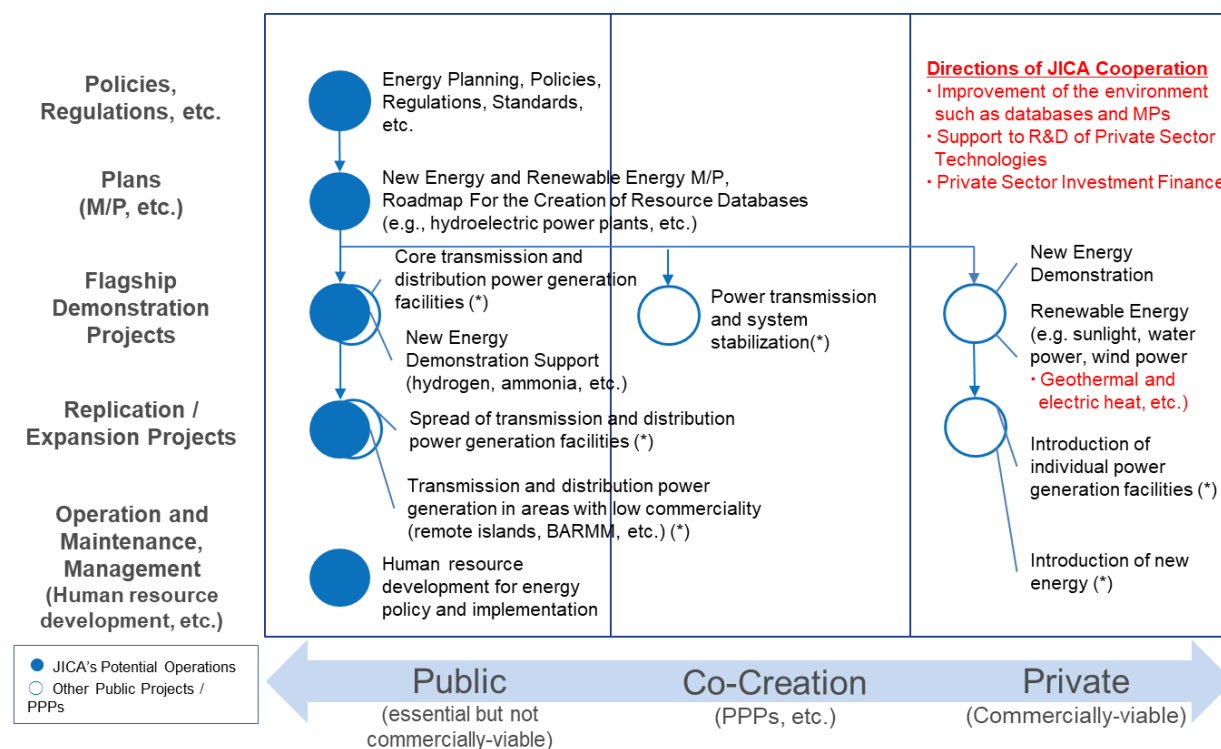 Policies,
Regulations, etc.
Energy Planning, Policies,
Regulations, Standards,
etc.
Directions of JICA Cooperation
・Improvement of the environment
such as databases and MPs
・Support to R&D of Private Sector
Technologies
・Private Sector Investment Finance
Plans
(M/P, etc.)
New Energy and Renewable Energy M/P,
Roadmap For the Creation of Resource Databases
(e.g., hydroelectric power plants, etc.)
Flagship
Demonstration
Projects
Core transmission and
distribution power generation
facilities (*)
New Energy
Demonstration Support
(hydrogen, ammonia, etc.)
Power transmission
and system
stabilization(*)
New Energy
Demonstration
Renewable Energy
(e.g. sunlight, water
power, wind power
・Geothermal and
electric heat, etc.)
Replication /
Expansion Projects
Spread of transmission and distribution
power generation facilities (*)
Transmission and distribution power
generation in areas with low commerciality
(remote islands, BARMM, etc.) (*)
Introduction of
individual power
generation facilities (*)
Introduction of new
energy (*)
Operation and
Maintenance,
Management
(Human resource
development, etc.)
Human resource
development for energy
policy and implementation
JICA's Potential Operations
Other Public Projects /
PPPs
Public
(essential but not
commercially-viable)
Co-Creation
(PPPs, etc.)
Private
(Commercially-viable)